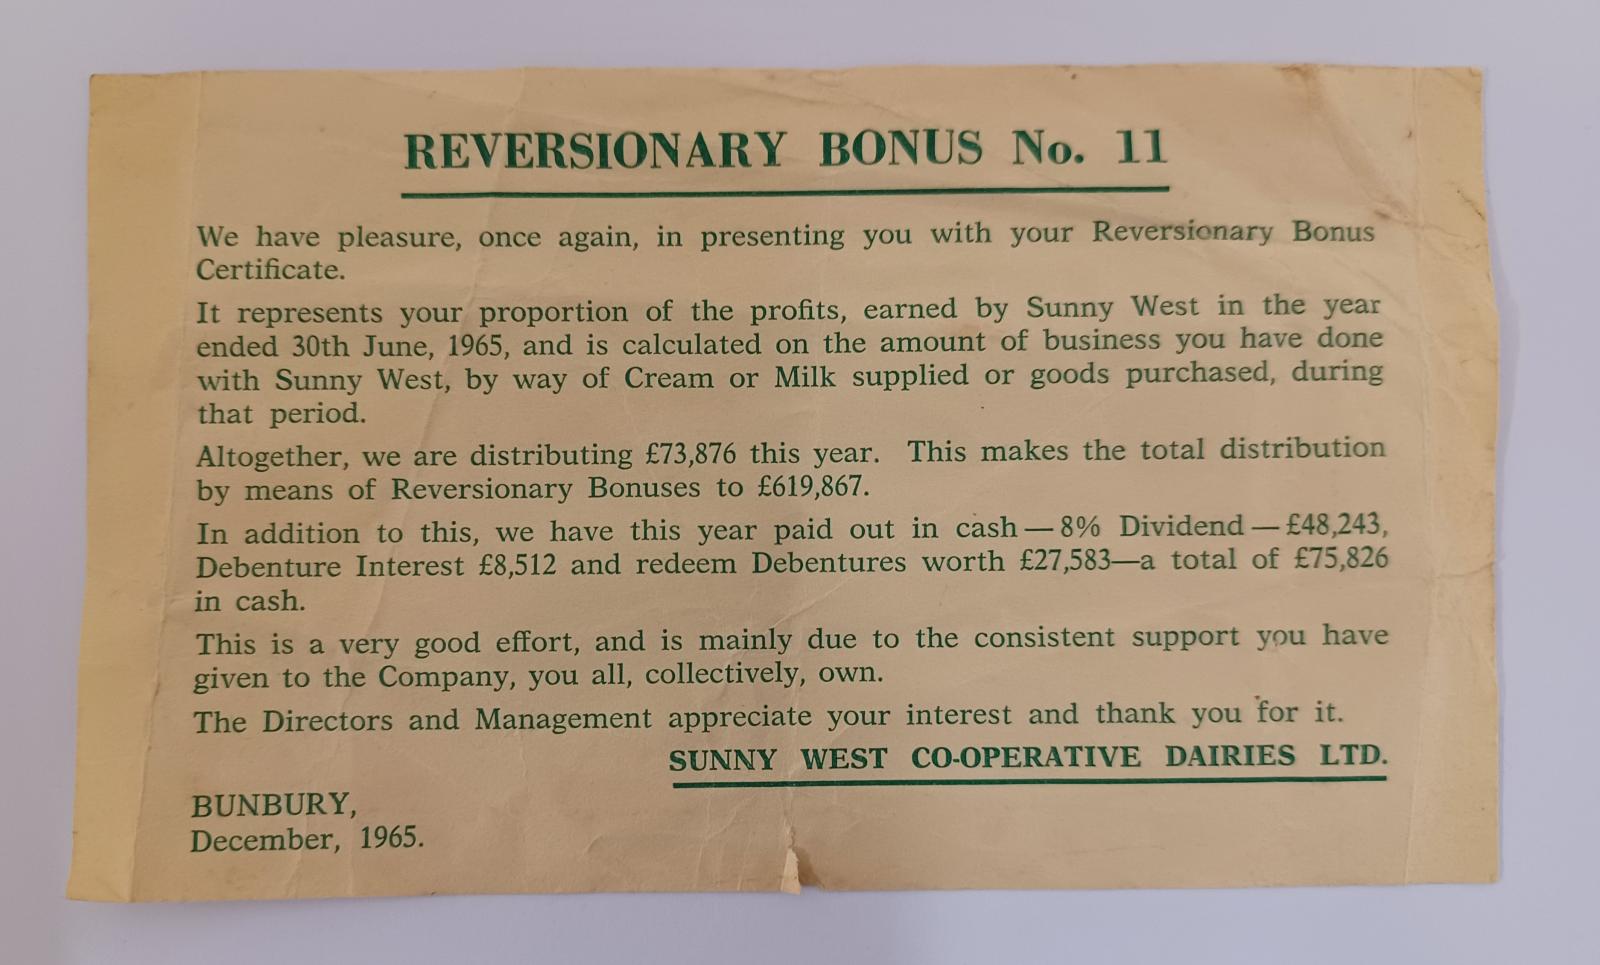 REVERSIONARY BONUS No. 11
We have pleasure, once again, in presenting you with your Reversionary Bonus
Certificate.
It represents your proportion of the profits, earned by Sunny West in the year
ended 30th June, 1965, and is calculated on the amount of business you have done
with Sunny West, by way of Cream or Milk supplied or goods purchased, during
that period.
Altogether, we are distributing £73,876 this year. This makes the total distribution
by means of Reversionary Bonuses to £619,867.
In addition to this, we have this year paid out in cash — 8% Dividend — £48,243,
Debenture Interest £8,512 and redeem Debentures worth £27,583—a total of £75,826
in cash.
This is a very good effort, and is mainly due to the consistent support you have
given to the Company, you all, collectively, own.
The Directors and Management appreciate your interest and thank you for it.
SUNNY WEST CO-OPERATIVE DAIRIES LTD.
BUNBURY,
December, 1965.